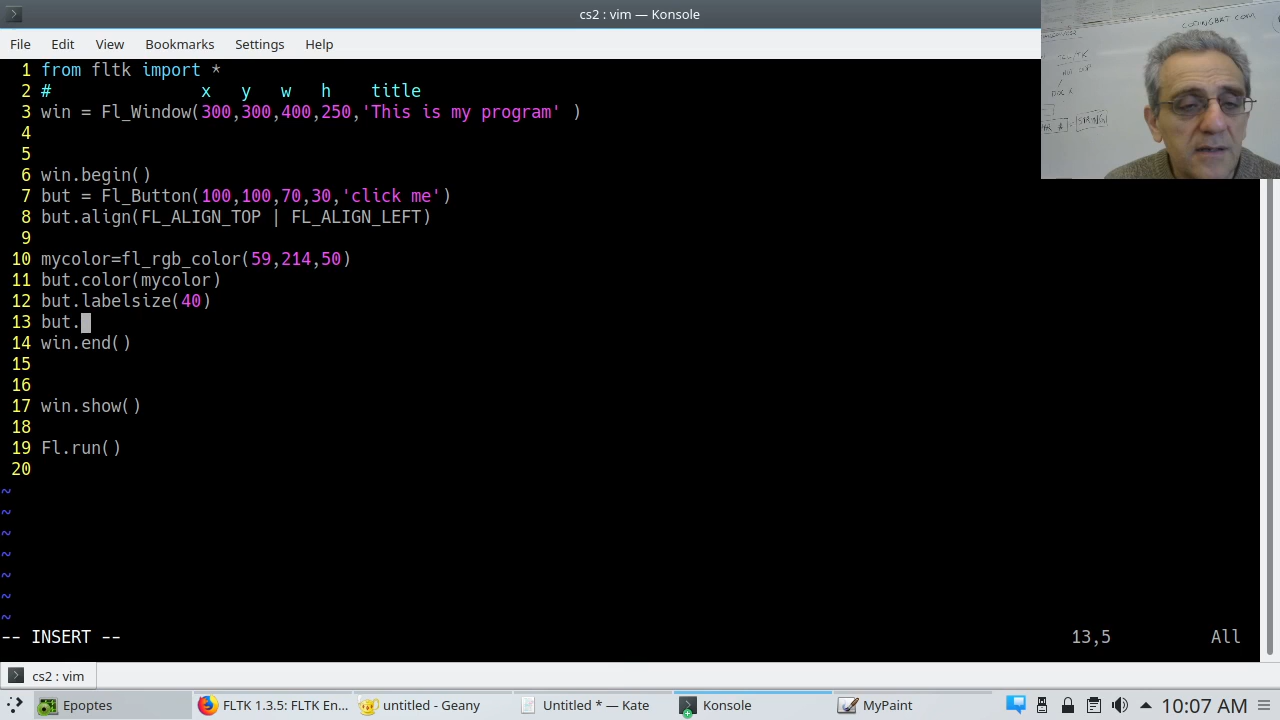 cs2 : vim — Konsole
File Edit View Bookmarks Settings Help
CODINGBAT.COM
1 from fltk import *
2 # x y w h title
3 win = Fl_Window(300,300,400,250,'This is my program' )
4
5
6 win.begin()
7 but = Fl_Button(100,100,70,30,'click me')
8 but.align(FL_ALIGN_TOP | FL_ALIGN_LEFT)
9
10 mycolor=fl_rgb_color(59,214,50)
11 but.color(mycolor)
12 but.labelsize(40)
13 but.
14 win.end()
15
16
17 win.show()
18
19 Fl.run()
20
~
~
~
~
~
~
~
-- INSERT -- 13,5 All
cs2 : vim
Epoptes FLTK 1.3.5: FLTK En... untitled - Geany Untitled * — Kate Konsole MyPaint 10:07 AM